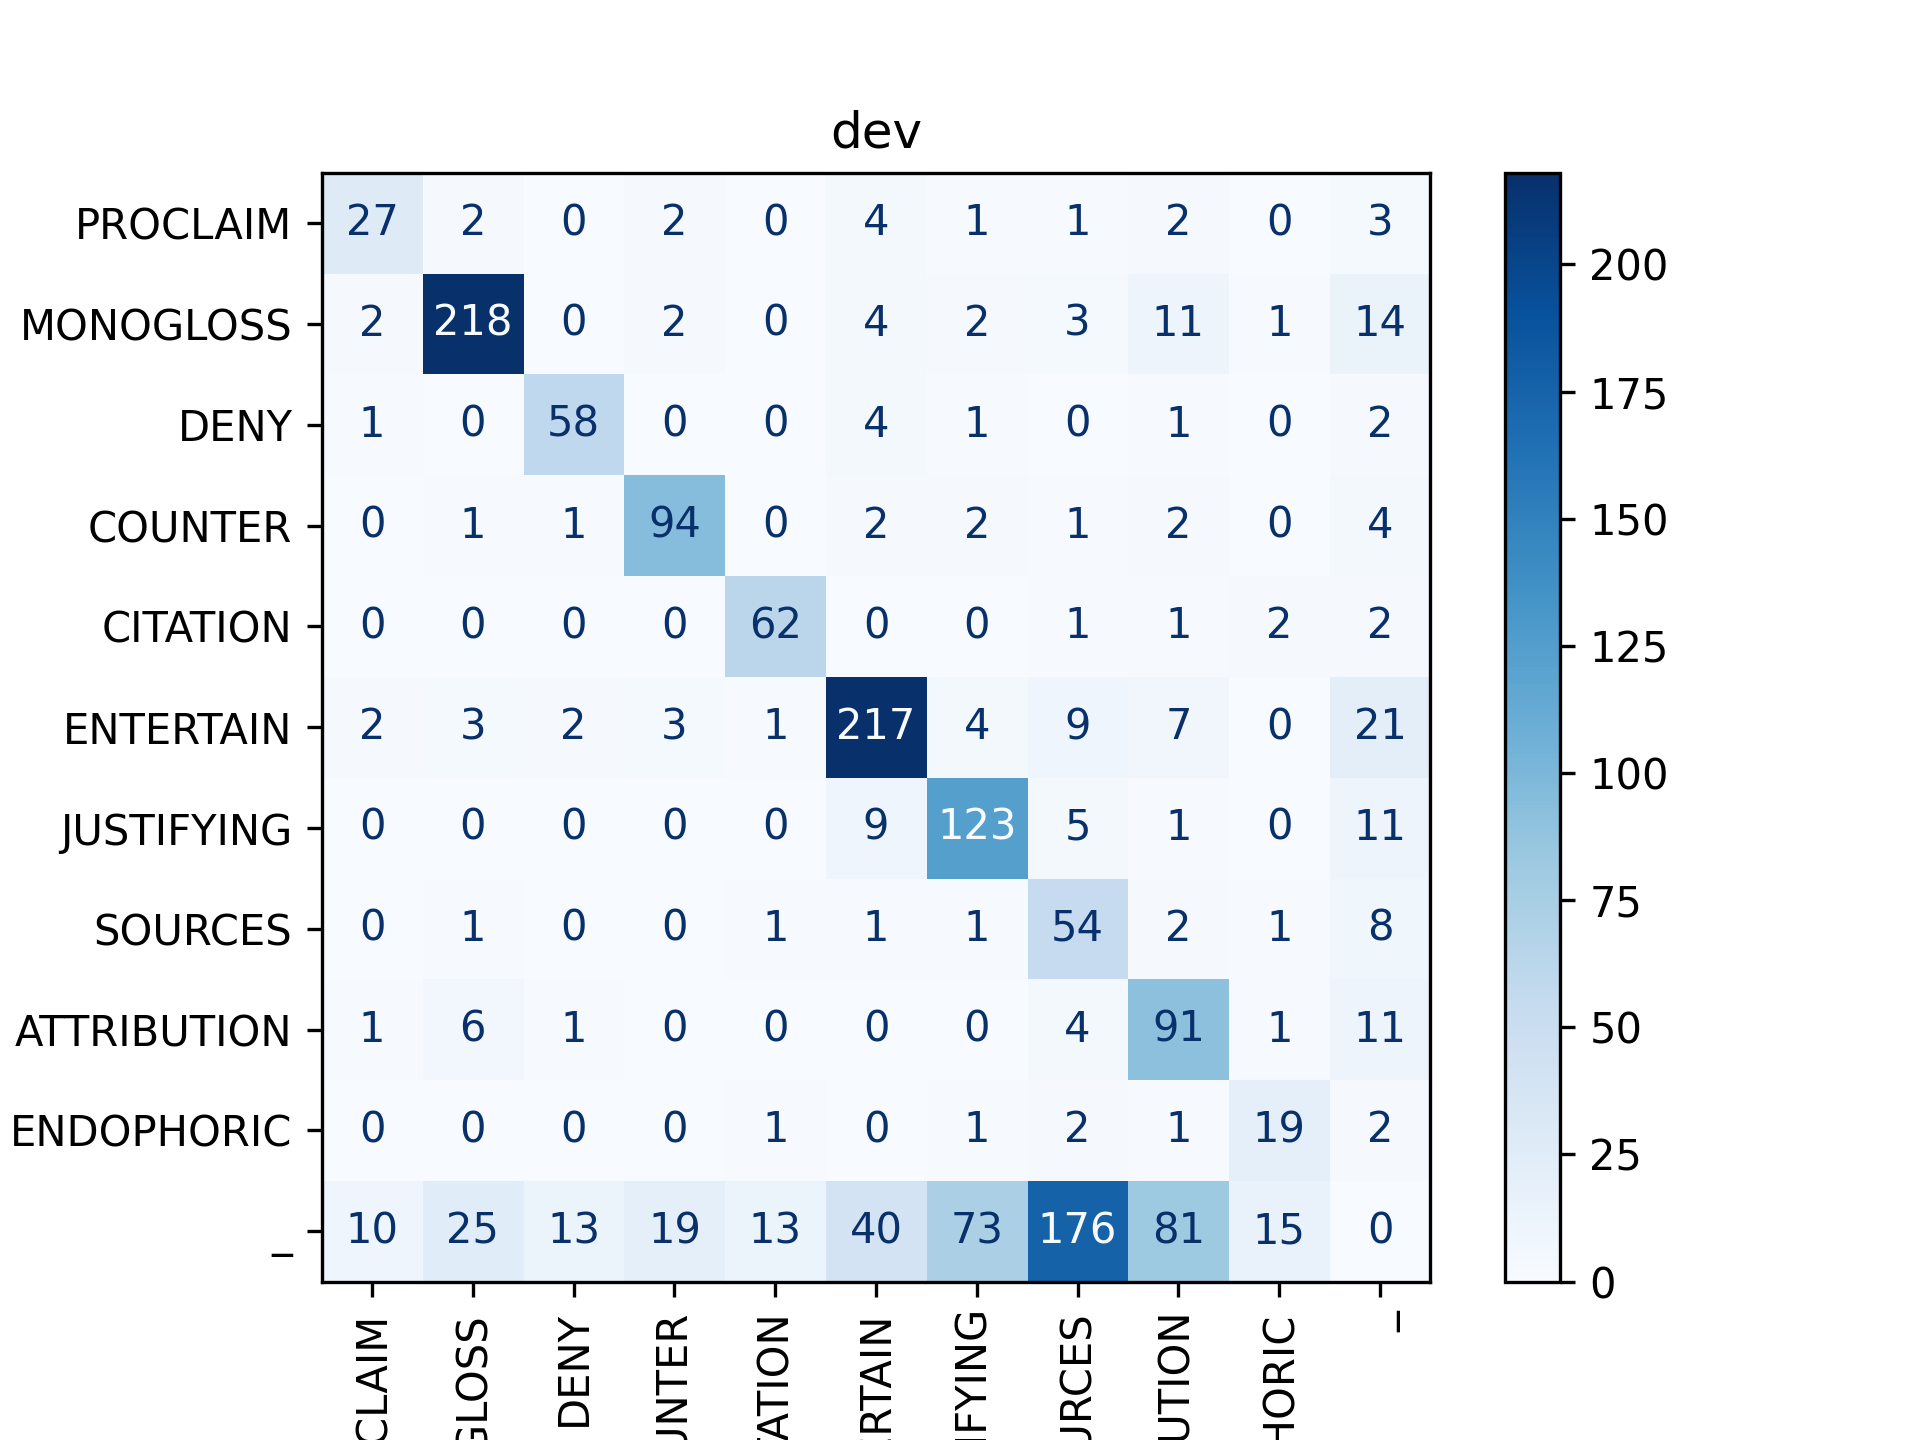 dev
PROCLAIM 27 2 0 2 0 4 1 1 2 0 3
MONOGLOSS 2 218 0 2 0 4 2 3 11 1 14
DENY 1 0 58 0 0 4 1 0 1 0 2
COUNTER 0 1 1 94 0 2 2 1 2 0 4
CITATION 0 0 0 0 62 0 0 1 1 2 2
ENTERTAIN 2 3 2 3 1 217 4 9 7 0 21
JUSTIFYING 0 0 0 0 0 9 123 5 1 0 11
SOURCES 0 1 0 0 1 1 1 54 2 1 8
ATTRIBUTION 1 6 1 0 0 0 0 4 91 1 11
ENDOPHORIC 0 0 0 0 1 0 1 2 1 19 2
_ 10 25 13 19 13 40 73 176 81 15 0
CLAIM
GLOSS
DENY
UNTER
TATION
RTAIN
IFYING
URCES
UTION
HORIC
_
200
175
150
125
100
75
50
25
0